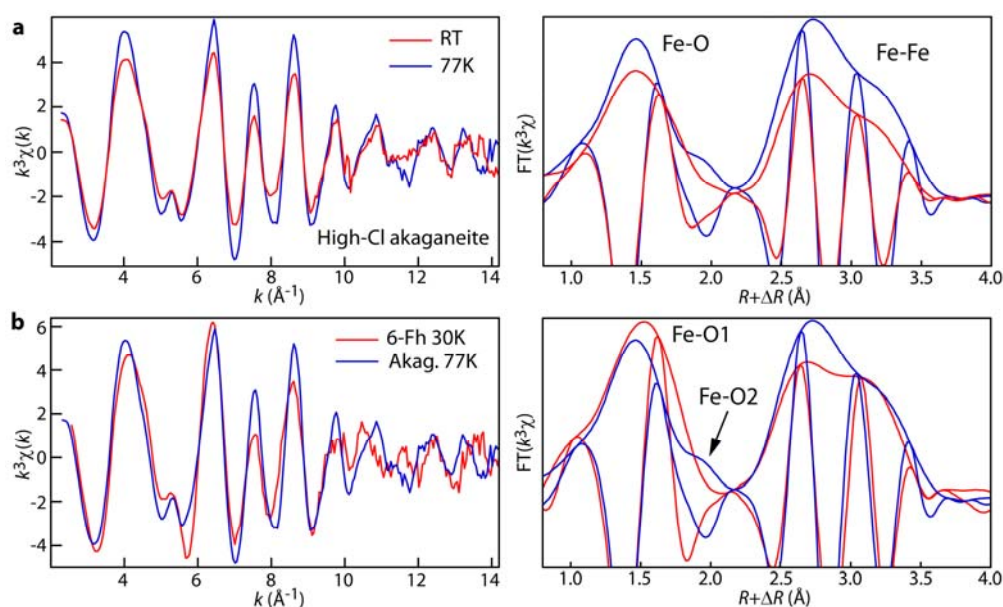 a
RT
77K
High-Cl akaganeite
k³χ(k)
4
2
0
-2
-4
4 6 8 10 12 14
k (Å⁻¹)
Fe-O
Fe-Fe
FT(k³χ)
1.0 1.5 2.0 2.5 3.0 3.5 4.0
R+ΔR (Å)
b
6-Fh 30K
Akag. 77K
k³χ(k)
6
4
2
0
-2
-4
4 6 8 10 12 14
k (Å⁻¹)
Fe-O1
Fe-O2
FT(k³χ)
1.0 1.5 2.0 2.5 3.0 3.5 4.0
R+ΔR (Å)